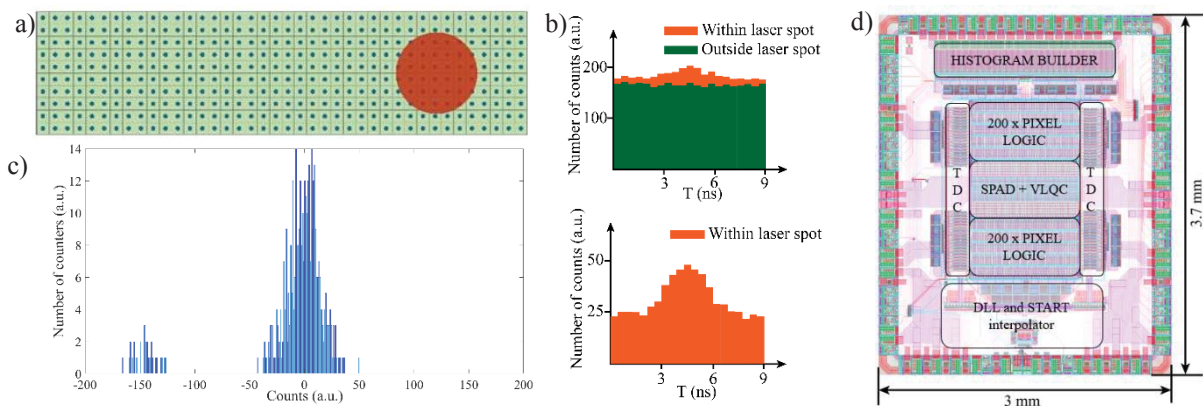 a)
b)
Number of counts (a.u.)
Within laser spot
Outside laser spot
200
100
3
6
9
T (ns)
Number of counts (a.u.)
Within laser spot
50
25
3
6
9
T (ns)
c)
Number of counters (a.u.)
14
12
10
8
6
4
2
0
-200
-150
-100
-50
0
50
100
150
200
Counts (a.u.)
d)
HISTOGRAM BUILDER
200 x PIXEL
LOGIC
T
D
C
SPAD + VLQC
T
D
C
200 x PIXEL
LOGIC
DLL and START
interpolator
3.7 mm
3 mm